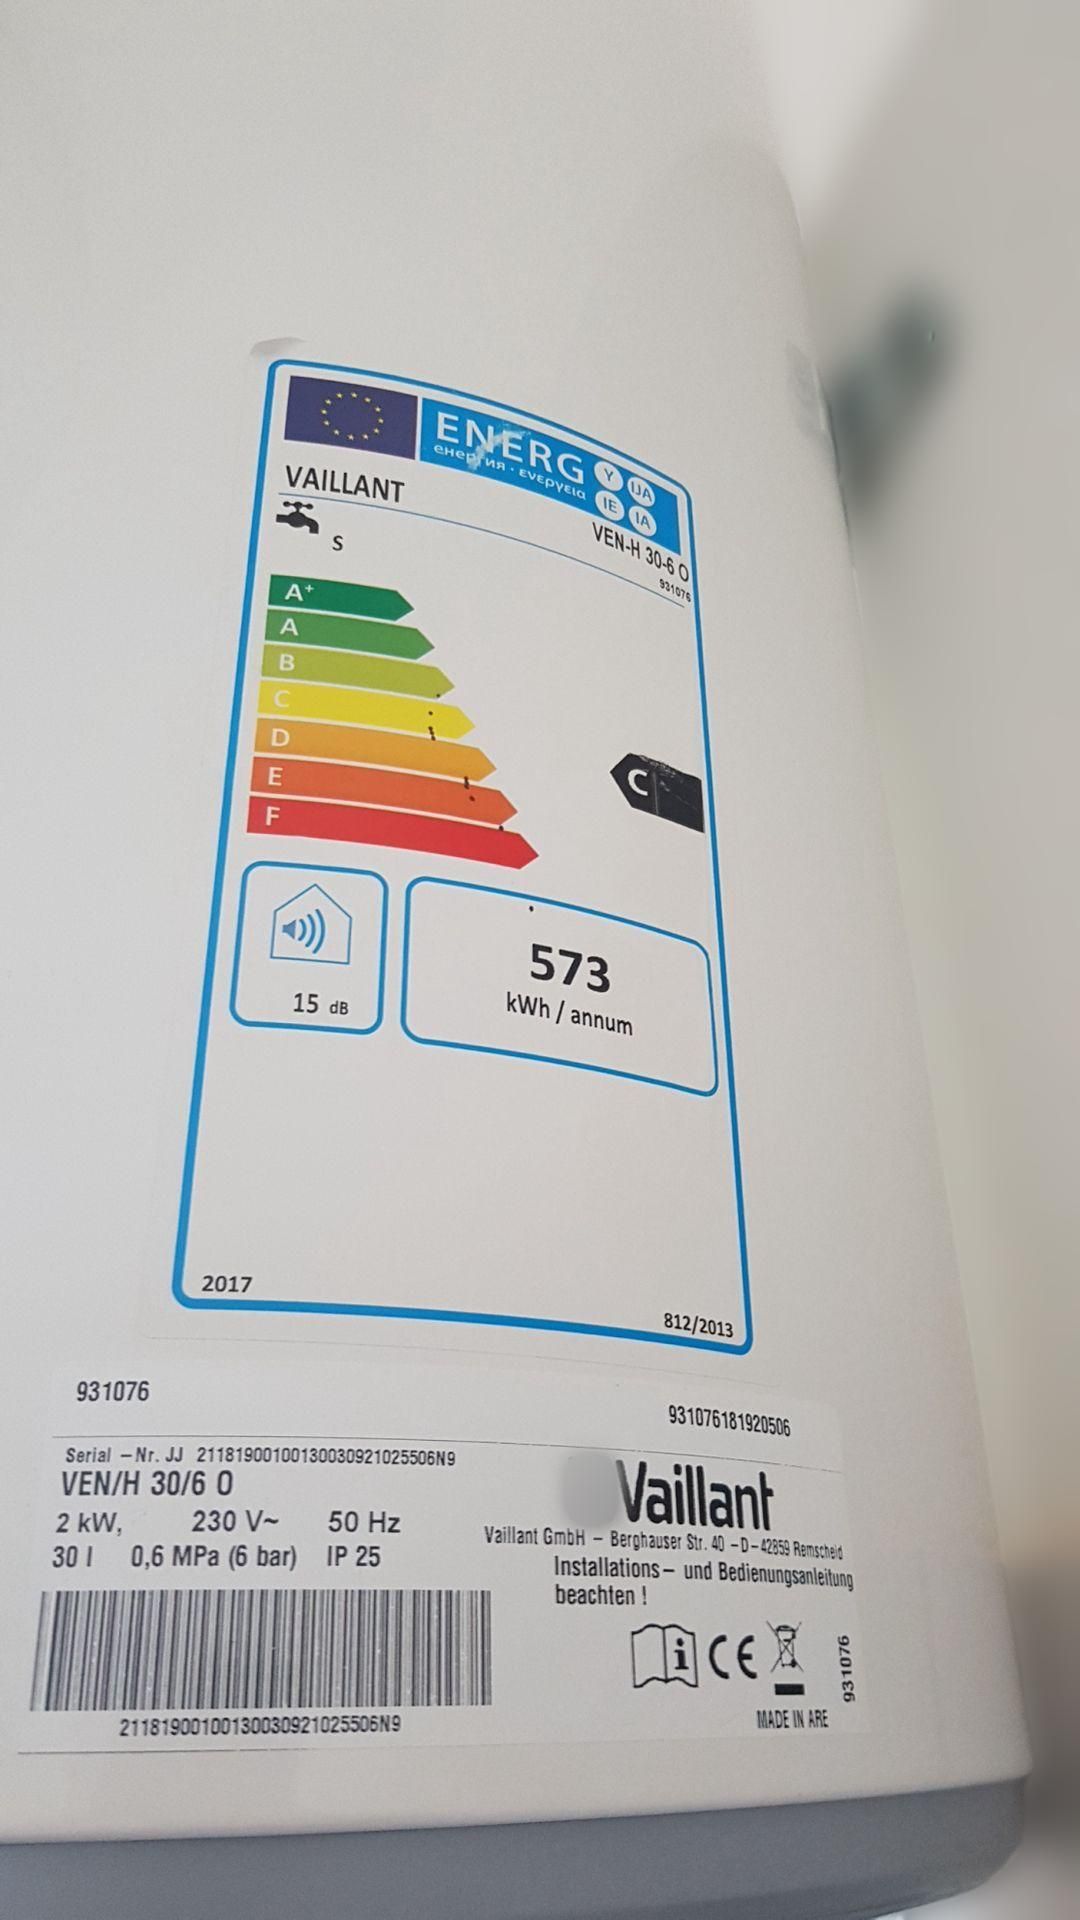 ENERG
енергия · ενεργεια
Y IJA
IE IA
VAILLANT
VEN-H 30-6 O
931076
S
A+
A
B
C
D
E
F
C
15 dB
573
kWh / annum
2017
812/2013
931076
931076181920506
Serial –Nr. JJ 21181900100130030921025506N9
VEN/H 30/6 O
2 kW, 230 V~ 50 Hz
30 l 0,6 MPa (6 bar) IP 25
21181900100130030921025506N9
Vaillant
Vaillant GmbH – Berghauser Str. 40 –D–42859 Remscheid
Installations– und Bedienungsanleitung
beachten !
i CE
931076
MADE IN ARE